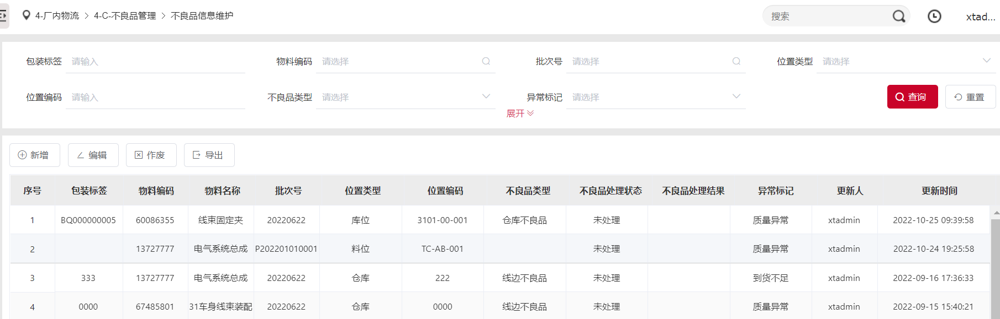 4-厂内物流 > 4-C-不良品管理 > 不良品信息维护 搜索 xtad...
包装标签 请输入 物料编码 请选择 批次号 请选择 位置类型 请选择
位置编码 请输入 不良品类型 请选择 异常标记 请选择 查询 重置
展开
新增 编辑 作废 导出
序号 包装标签 物料编码 物料名称 批次号 位置类型 位置编码 不良品类型 不良品处理状态 不良品处理结果 异常标记 更新人 更新时间
1 BQ000000005 60086355 线束固定夹 20220622 库位 3101-00-001 仓库不良品 未处理 质量异常 xtadmin 2022-10-25 09:39:58
2 13727777 电气系统总成 P202201010001 料位 TC-AB-001 未处理 质量异常 xtadmin 2022-10-24 19:25:58
3 333 13727777 电气系统总成 20220622 仓库 222 线边不良品 未处理 到货不足 xtadmin 2022-09-16 17:36:33
4 0000 67485801 31车身线束装配 20220622 仓库 0000 线边不良品 未处理 质量异常 xtadmin 2022-09-15 15:40:21